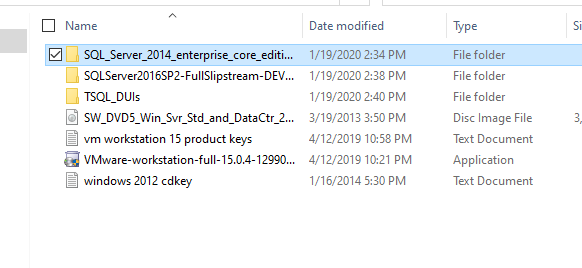 Name Date modified Type Siz
SQL_Server_2014_enterprise_core_editi... 1/19/2020 2:34 PM File folder
SQLServer2016SP2-FullSlipstream-DEV... 1/19/2020 2:38 PM File folder
TSQL_DUIs 1/19/2020 2:40 PM File folder
SW_DVD5_Win_Svr_Std_and_DataCtr_2... 3/19/2013 3:50 PM Disc Image File 3,
vm workstation 15 product keys 4/12/2019 10:58 PM Text Document
VMware-workstation-full-15.0.4-12990... 4/12/2019 10:21 PM Application
windows 2012 cdkey 1/16/2014 5:30 PM Text Document